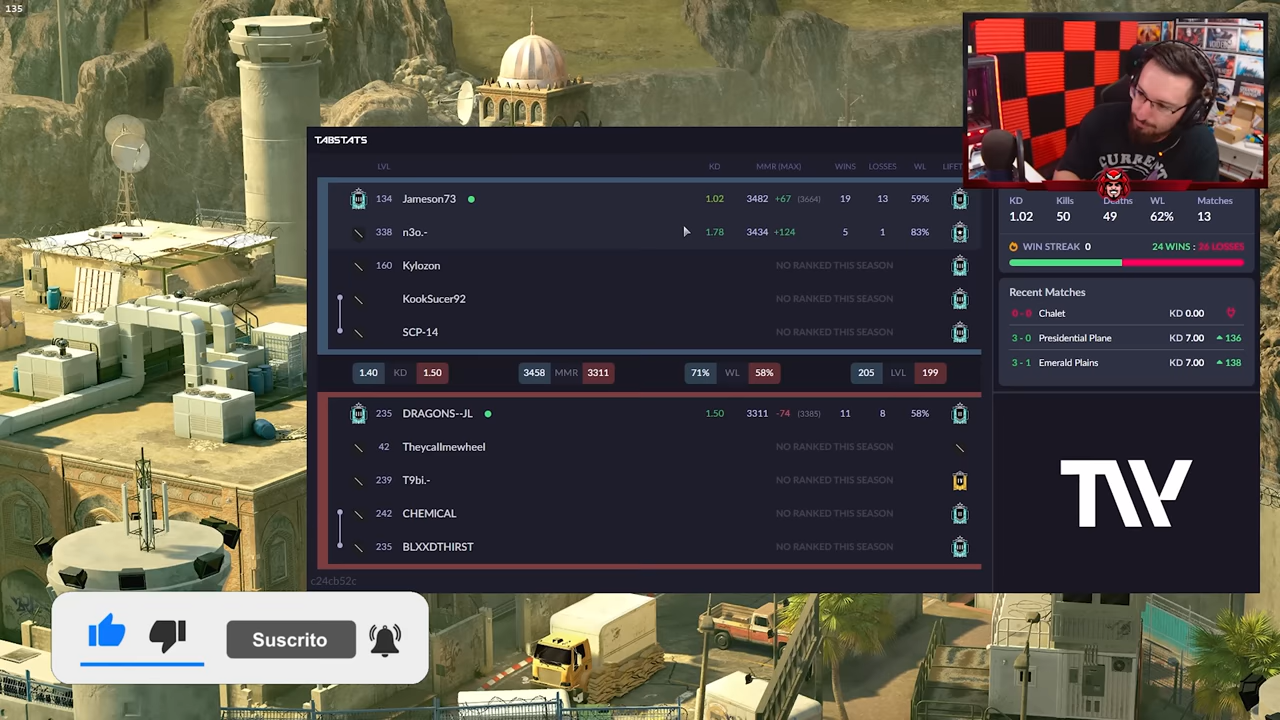 135
TABSTATS
LVL KD MMR (MAX) WINS LOSSES WL
134 Jameson73 1.02 3482 +67 (3664) 19 13 59%
338 n3o.- 1.78 3434 +124 5 1 83%
160 Kylozon NO RANKED THIS SEASON
KookSucer92 NO RANKED THIS SEASON
SCP-14 NO RANKED THIS SEASON
1.40 KD 1.50 3458 MMR 3311 71% WL 58% 205 LVL 199
235 DRAGONS--JL 1.50 3311 -74 (3385) 11 8 58%
42 Theycallmewheel NO RANKED THIS SEASON
239 T9bi.- NO RANKED THIS SEASON
242 CHEMICAL NO RANKED THIS SEASON
235 BLXXDTHIRST NO RANKED THIS SEASON
c24cb52c
CURRENT
KD Kills Deaths WL Matches
1.02 50 49 62% 13
WIN STREAK 0 24 WINS : 26 LOSSES
Recent Matches
0 - 0 Chalet KD 0.00
3 - 0 Presidential Plane KD 7.00 136
3 - 1 Emerald Plains KD 7.00 138
Suscrito